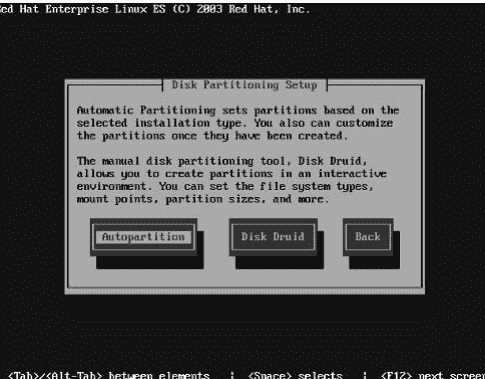 Red Hat Enterprise Linux ES (C) 2003 Red Hat, Inc.
Disk Partitioning Setup
Automatic Partitioning sets partitions based on the
selected installation type. You also can customize
the partitions once they have been created.
The manual disk partitioning tool, Disk Druid,
allows you to create partitions in an interactive
environment. You can set the file system types,
mount points, partition sizes, and more.
Autopartition Disk Druid Back
<Tab>/<Alt-Tab> between elements | <Space> selects | <F12> next screen